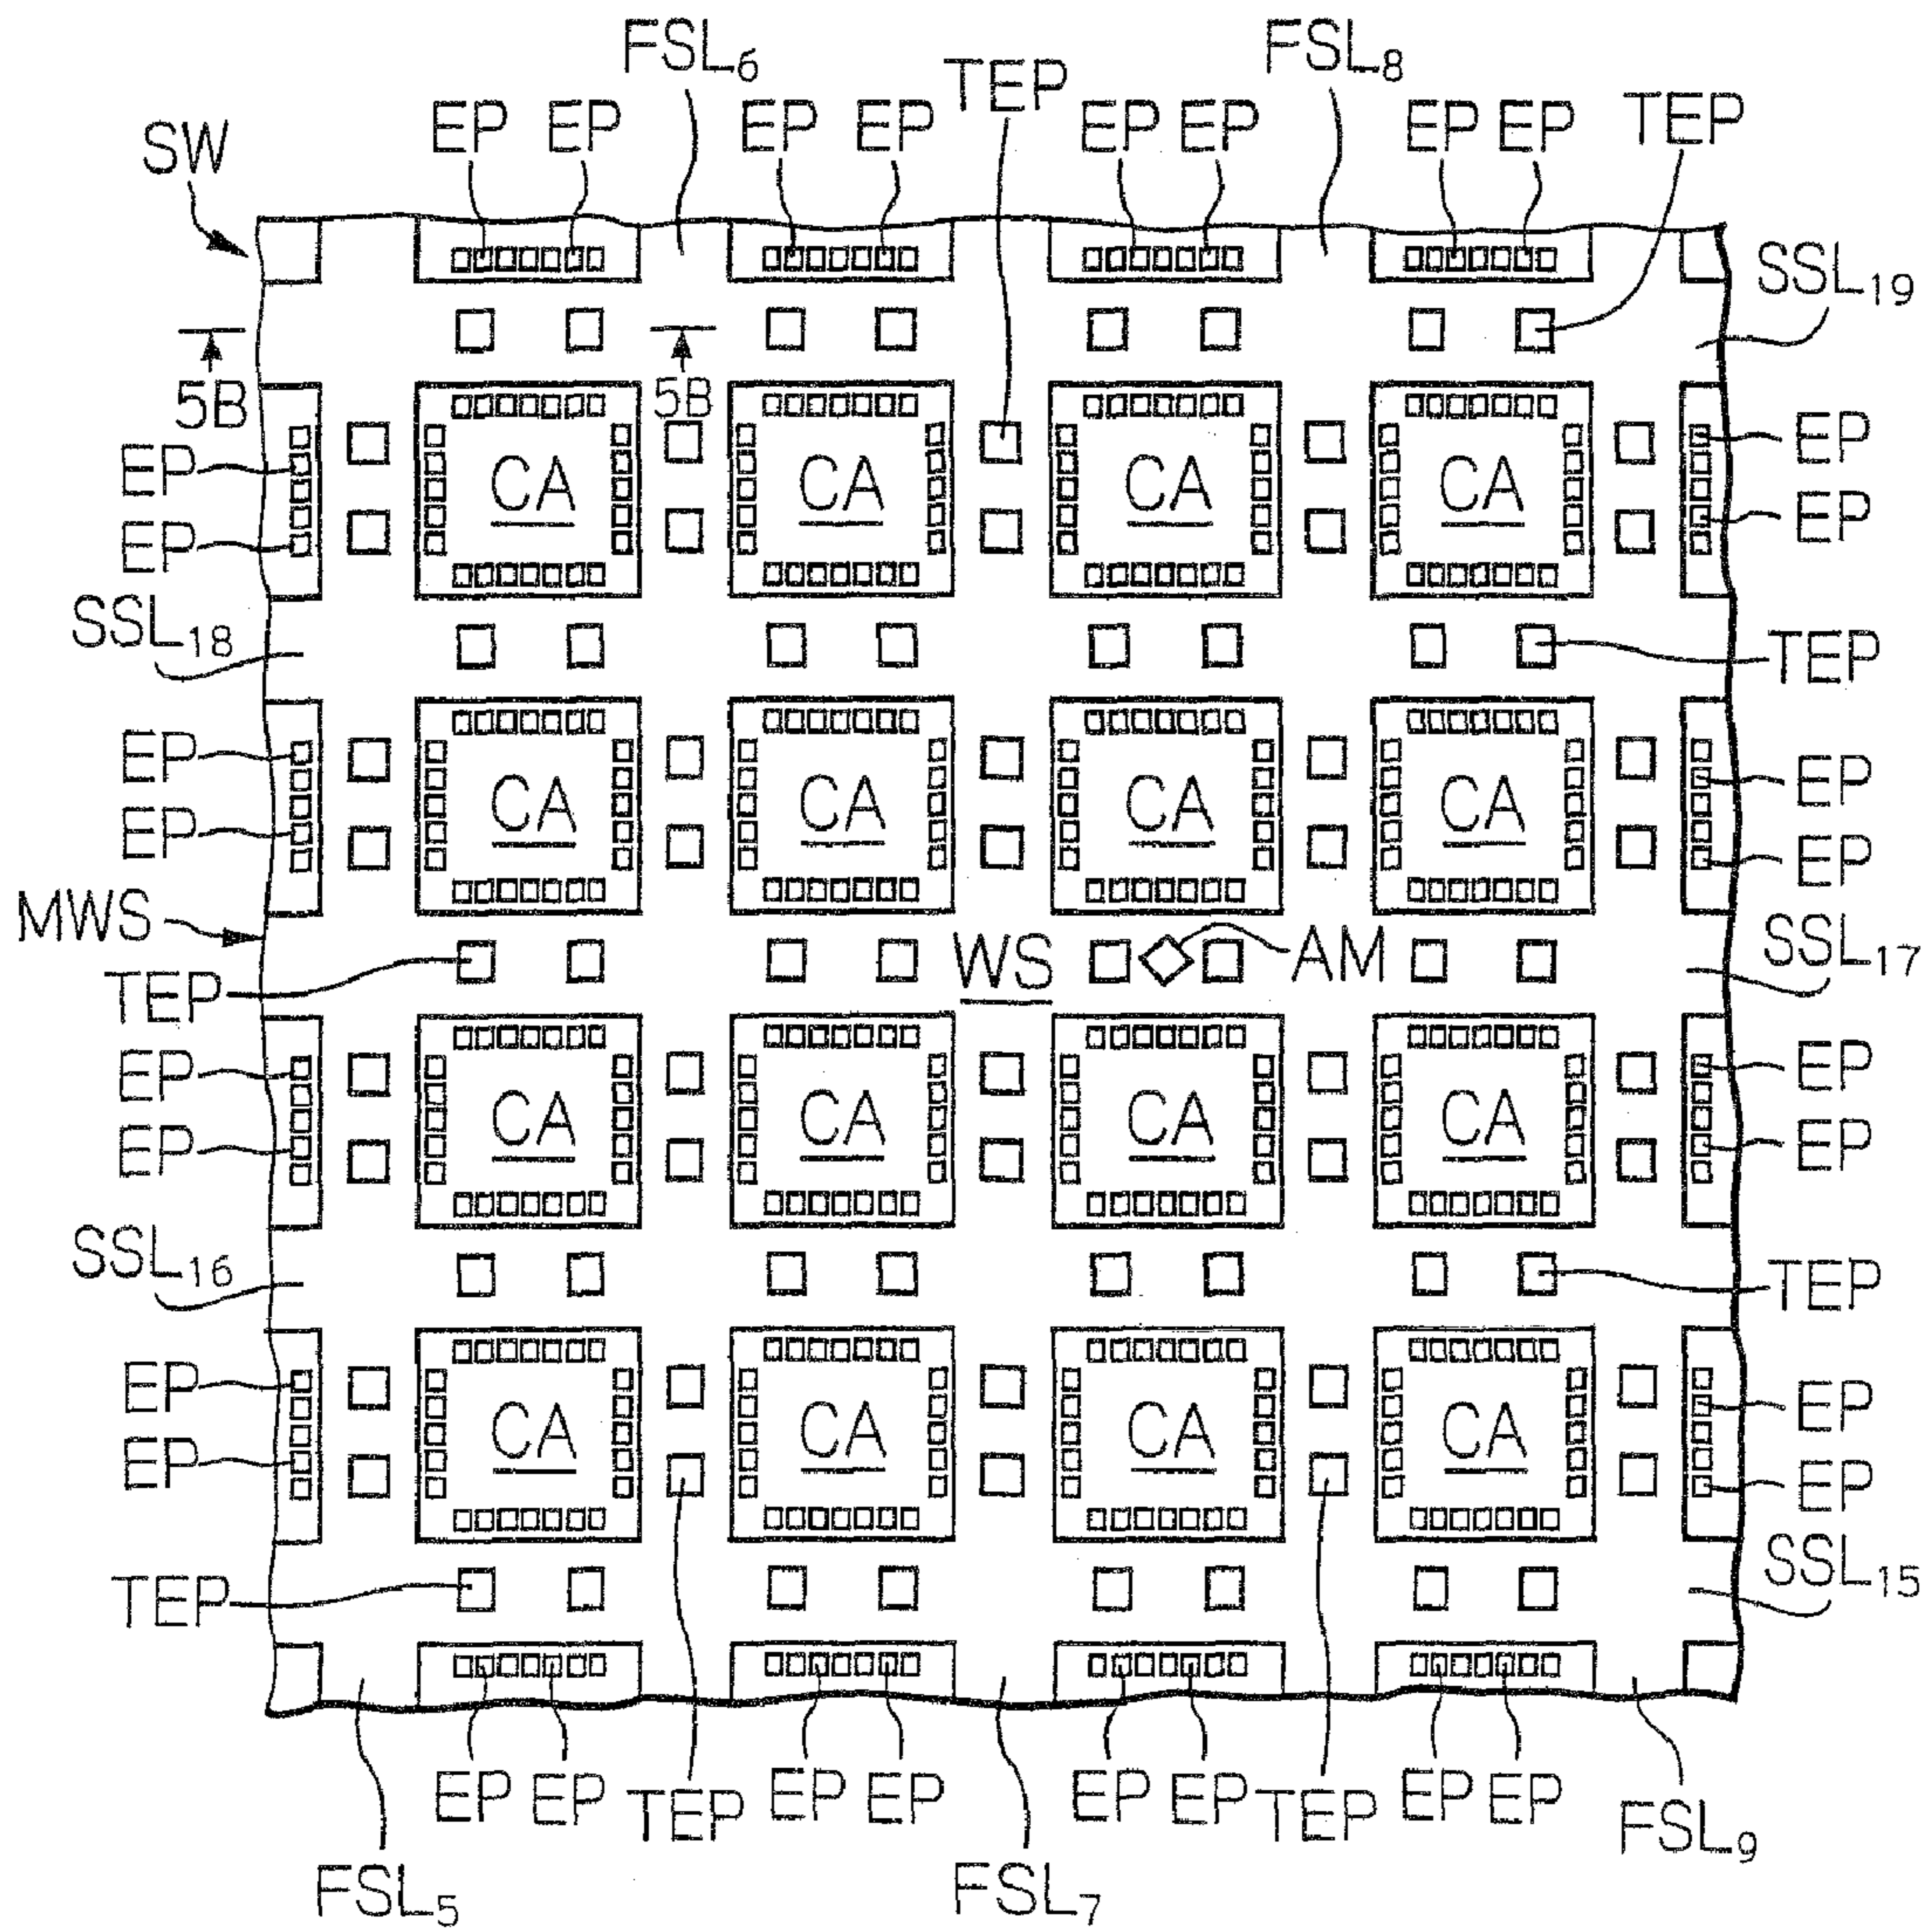 FSL6 FSL8
TEP
EP EP EP EP EP EP EP EP TEP
SW
SSL19
5B 5B
EP CA CA CA CA EP
EP EP
SSL18
TEP
EP EP
EP CA CA CA CA EP
MWS
TEP WS AM SSL17
EP EP
EP CA CA CA CA EP
SSL16
TEP
EP EP
EP CA CA CA CA EP
TEP SSL15
EP EP TEP EP EP EP EP TEP EP EP
FSL5 FSL7 FSL9